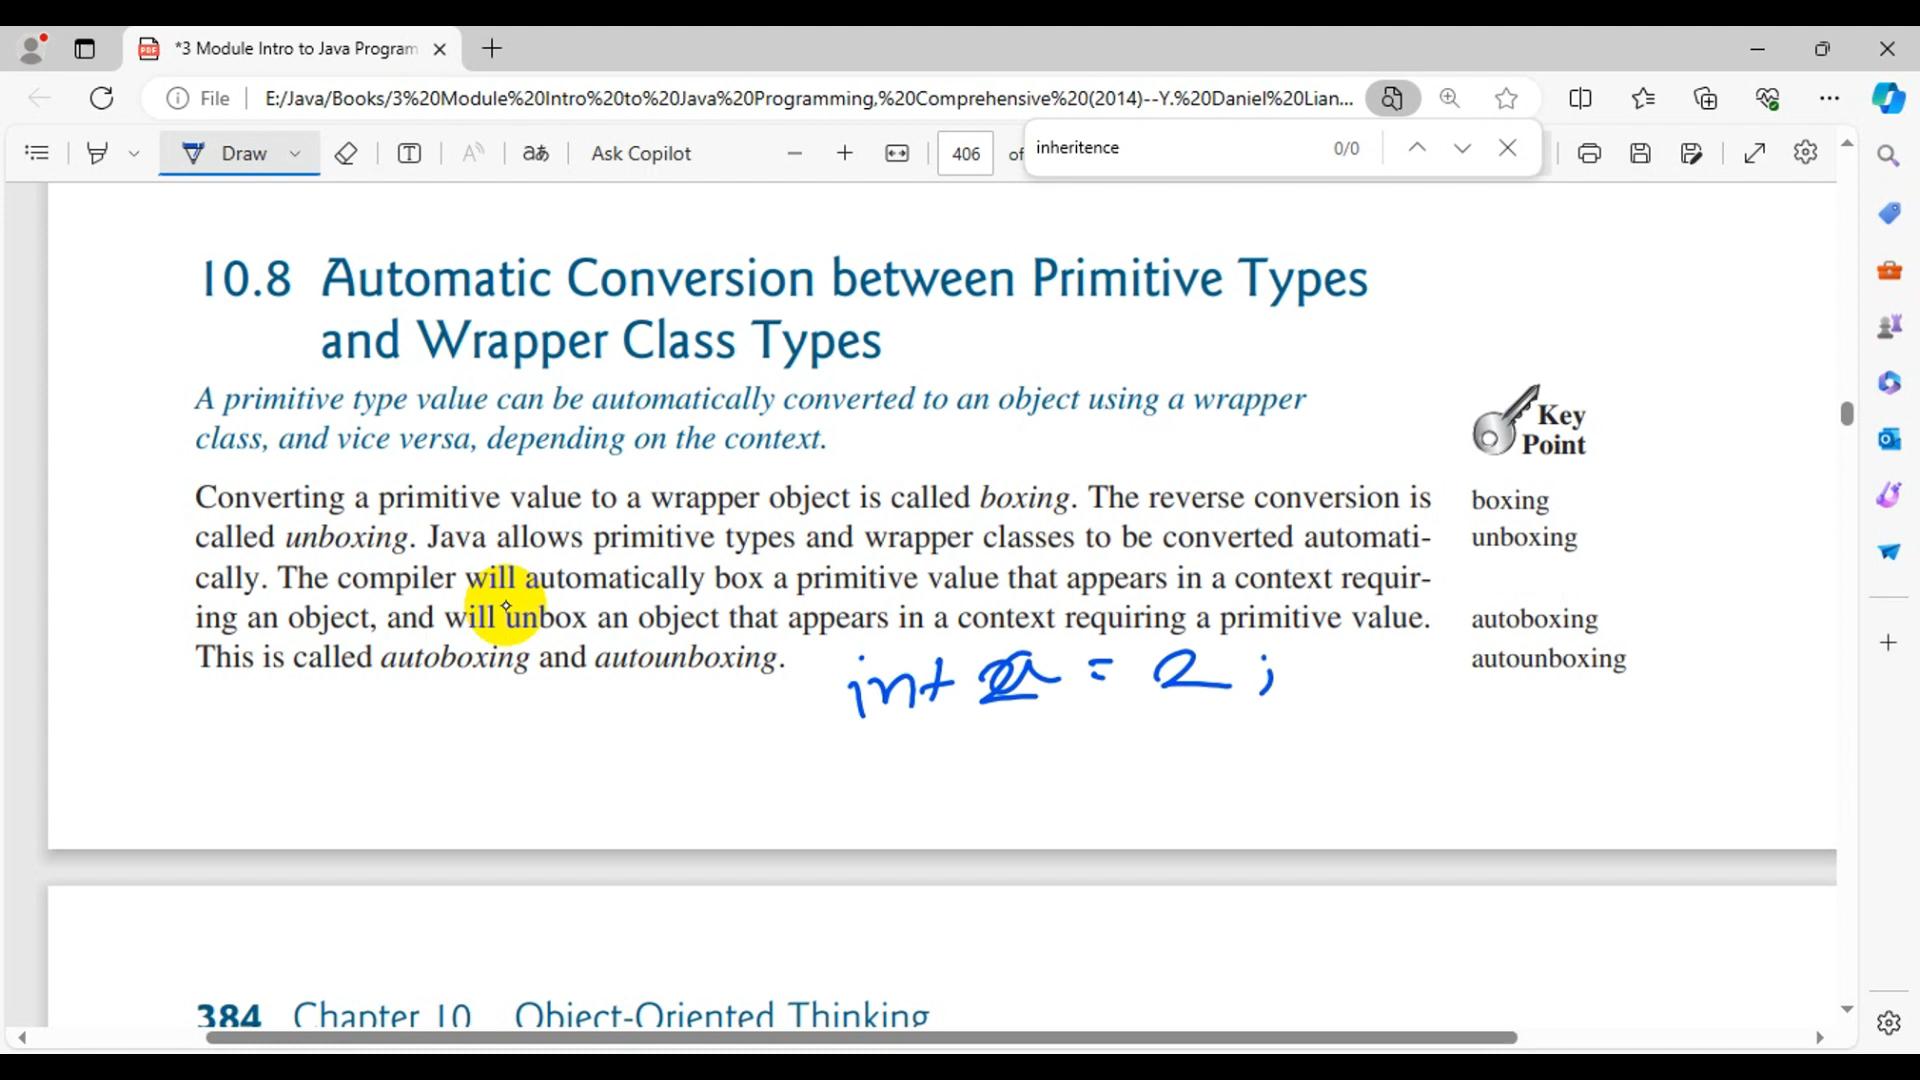 *3 Module Intro to Java Program
File
E:/Java/Books/3%20Module%20Intro%20to%20Java%20Programming,%20Comprehensive%20(2014)--Y.%20Daniel%20Lian...
Draw
Ask Copilot
406
of
inheritence
0/0
10.8 Automatic Conversion between Primitive Types
and Wrapper Class Types
A primitive type value can be automatically converted to an object using a wrapper
class, and vice versa, depending on the context.
Key
Point
Converting a primitive value to a wrapper object is called boxing. The reverse conversion is
called unboxing. Java allows primitive types and wrapper classes to be converted automati-
cally. The compiler will automatically box a primitive value that appears in a context requir-
ing an object, and will unbox an object that appears in a context requiring a primitive value.
This is called autoboxing and autounboxing.
boxing
unboxing
autoboxing
autounboxing
int = 2 ;
384 Chapter 10 Object-Oriented Thinking